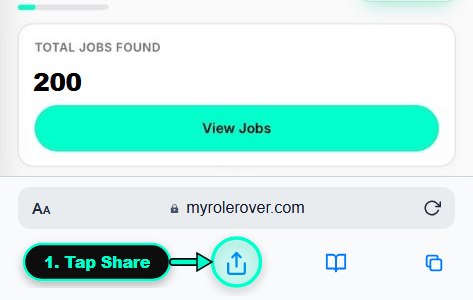 TOTAL JOBS FOUND
200
View Jobs
AA myrolerover.com
1. Tap Share